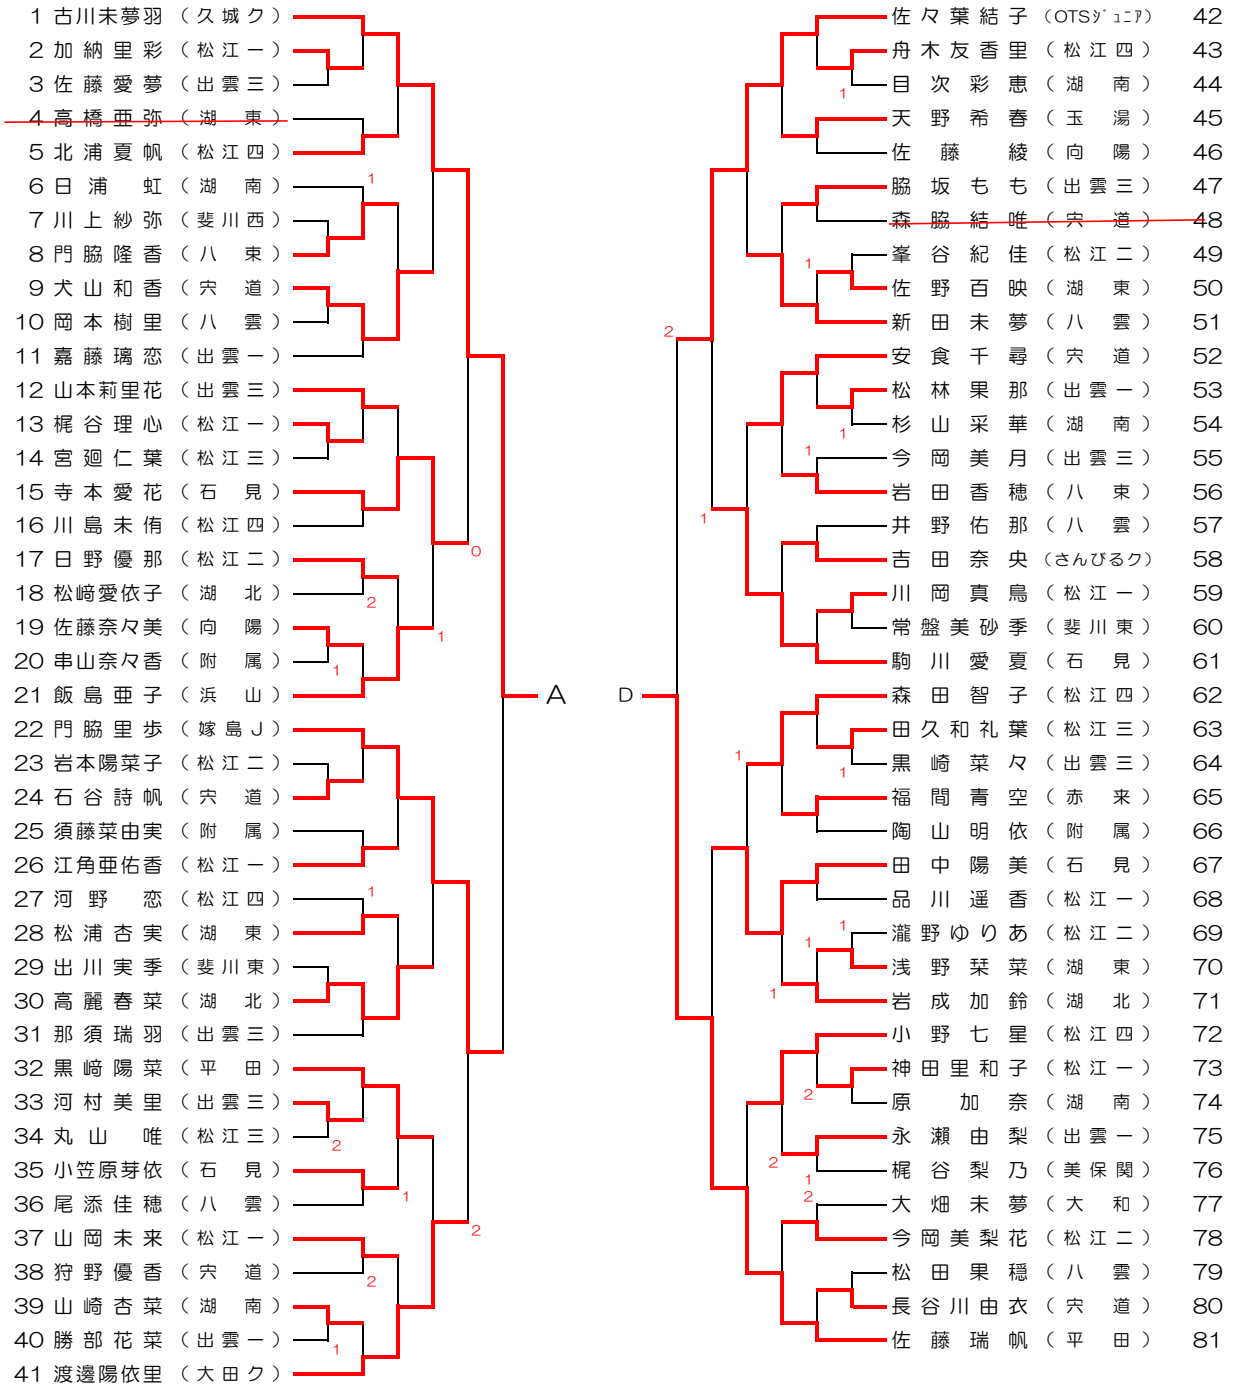 1 古川未夢羽 (久城ク)
2 加納里彩 (松江一)
3 佐藤愛夢 (出雲三)
4 高橋亜弥 (湖東)
5 北浦夏帆 (松江四)
6 日浦虹 (湖南)
1
7 川上紗弥 (斐川西)
8 門脇隆香 (八東)
9 犬山和香 (宍道)
10 岡本樹里 (八雲)
11 嘉藤璃恋 (出雲一)
12 山本莉里花 (出雲三)
13 梶谷理心 (松江一)
14 宮廻仁葉 (松江三)
15 寺本愛花 (石見)
16 川島未侑 (松江四)
0
17 日野優那 (松江二)
18 松﨑愛依子 (湖北)
2
19 佐藤奈々美 (向陽)
1
20 串山奈々香 (附属)
1
21 飯島亜子 (浜山)
A
22 門脇里歩 (嫁島J)
23 岩本陽菜子 (松江二)
24 石谷詩帆 (宍道)
25 須藤菜由実 (附属)
26 江角亜佑香 (松江一)
27 河野恋 (松江四)
1
28 松浦杏実 (湖東)
29 出川実季 (斐川東)
30 高麗春菜 (湖北)
31 那須瑞羽 (出雲三)
32 黒﨑陽菜 (平田)
33 河村美里 (出雲三)
34 丸山唯 (松江三)
2
35 小笠原芽依 (石見)
1
36 尾添佳穂 (八雲)
2
37 山岡未来 (松江一)
38 狩野優香 (宍道)
2
39 山崎杏菜 (湖南)
40 勝部花菜 (出雲一)
1
41 渡邊陽依里 (大田ク)
佐々葉結子 (OTSジュニア) 42
舟木友香里 (松江四) 43
1
目次彩恵 (湖南) 44
天野希春 (玉湯) 45
佐藤綾 (向陽) 46
脇坂もも (出雲三) 47
森脇結唯 (宍道) 48
1
峯谷紀佳 (松江二) 49
佐野百映 (湖東) 50
新田未夢 (八雲) 51
2
安食千尋 (宍道) 52
松林果那 (出雲一) 53
1
杉山采華 (湖南) 54
1
今岡美月 (出雲三) 55
岩田香穂 (八東) 56
1
井野佑那 (八雲) 57
吉田奈央 (さんびるク) 58
川岡真鳥 (松江一) 59
常盤美砂季 (斐川東) 60
駒川愛夏 (石見) 61
D
森田智子 (松江四) 62
田久和礼葉 (松江三) 63
1
1
黒崎菜々 (出雲三) 64
福間青空 (赤来) 65
陶山明依 (附属) 66
田中陽美 (石見) 67
品川遥香 (松江一) 68
1
瀧野ゆりあ (松江二) 69
1
浅野栞菜 (湖東) 70
1
岩成加鈴 (湖北) 71
小野七星 (松江四) 72
神田里和子 (松江一) 73
2
原加奈 (湖南) 74
永瀬由梨 (出雲一) 75
2
1
梶谷梨乃 (美保関) 76
2
大畑未夢 (大和) 77
今岡美梨花 (松江二) 78
松田果穏 (八雲) 79
長谷川由衣 (宍道) 80
佐藤瑞帆 (平田) 81